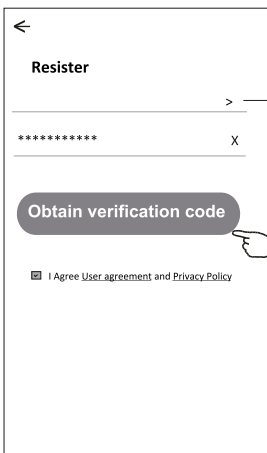 Resister
>
*********** X
Obtain verification code
I Agree User agreement and Privacy Policy